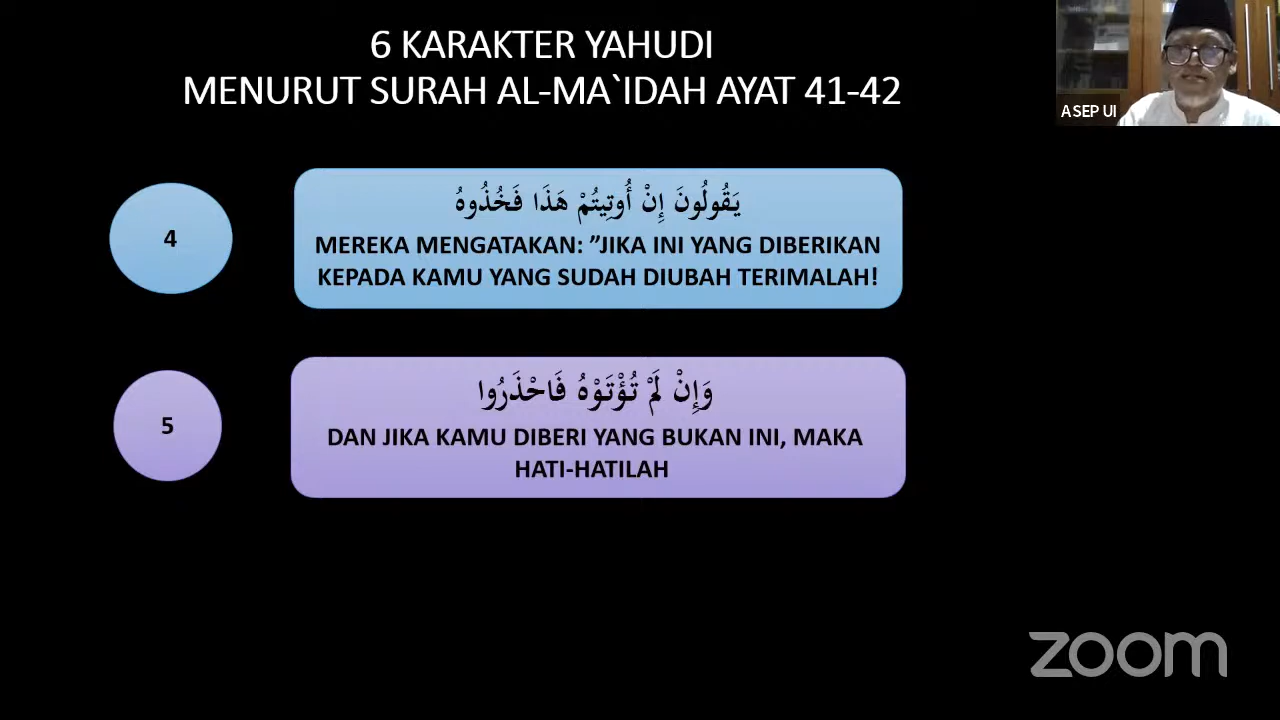 6 KARAKTER YAHUDI
MENURUT SURAH AL-MA`IDAH AYAT 41-42
ASEP UI
4
يَقُولُونَ إِنْ أُوتِيتُمْ هَذَا فَخُذُوهُ
MEREKA MENGATAKAN: ”JIKA INI YANG DIBERIKAN
KEPADA KAMU YANG SUDAH DIUBAH TERIMALAH!
5
وَإِنْ لَمْ تُؤْتَوْهُ فَاحْذَرُوا
DAN JIKA KAMU DIBERI YANG BUKAN INI, MAKA
HATI-HATILAH
zoom